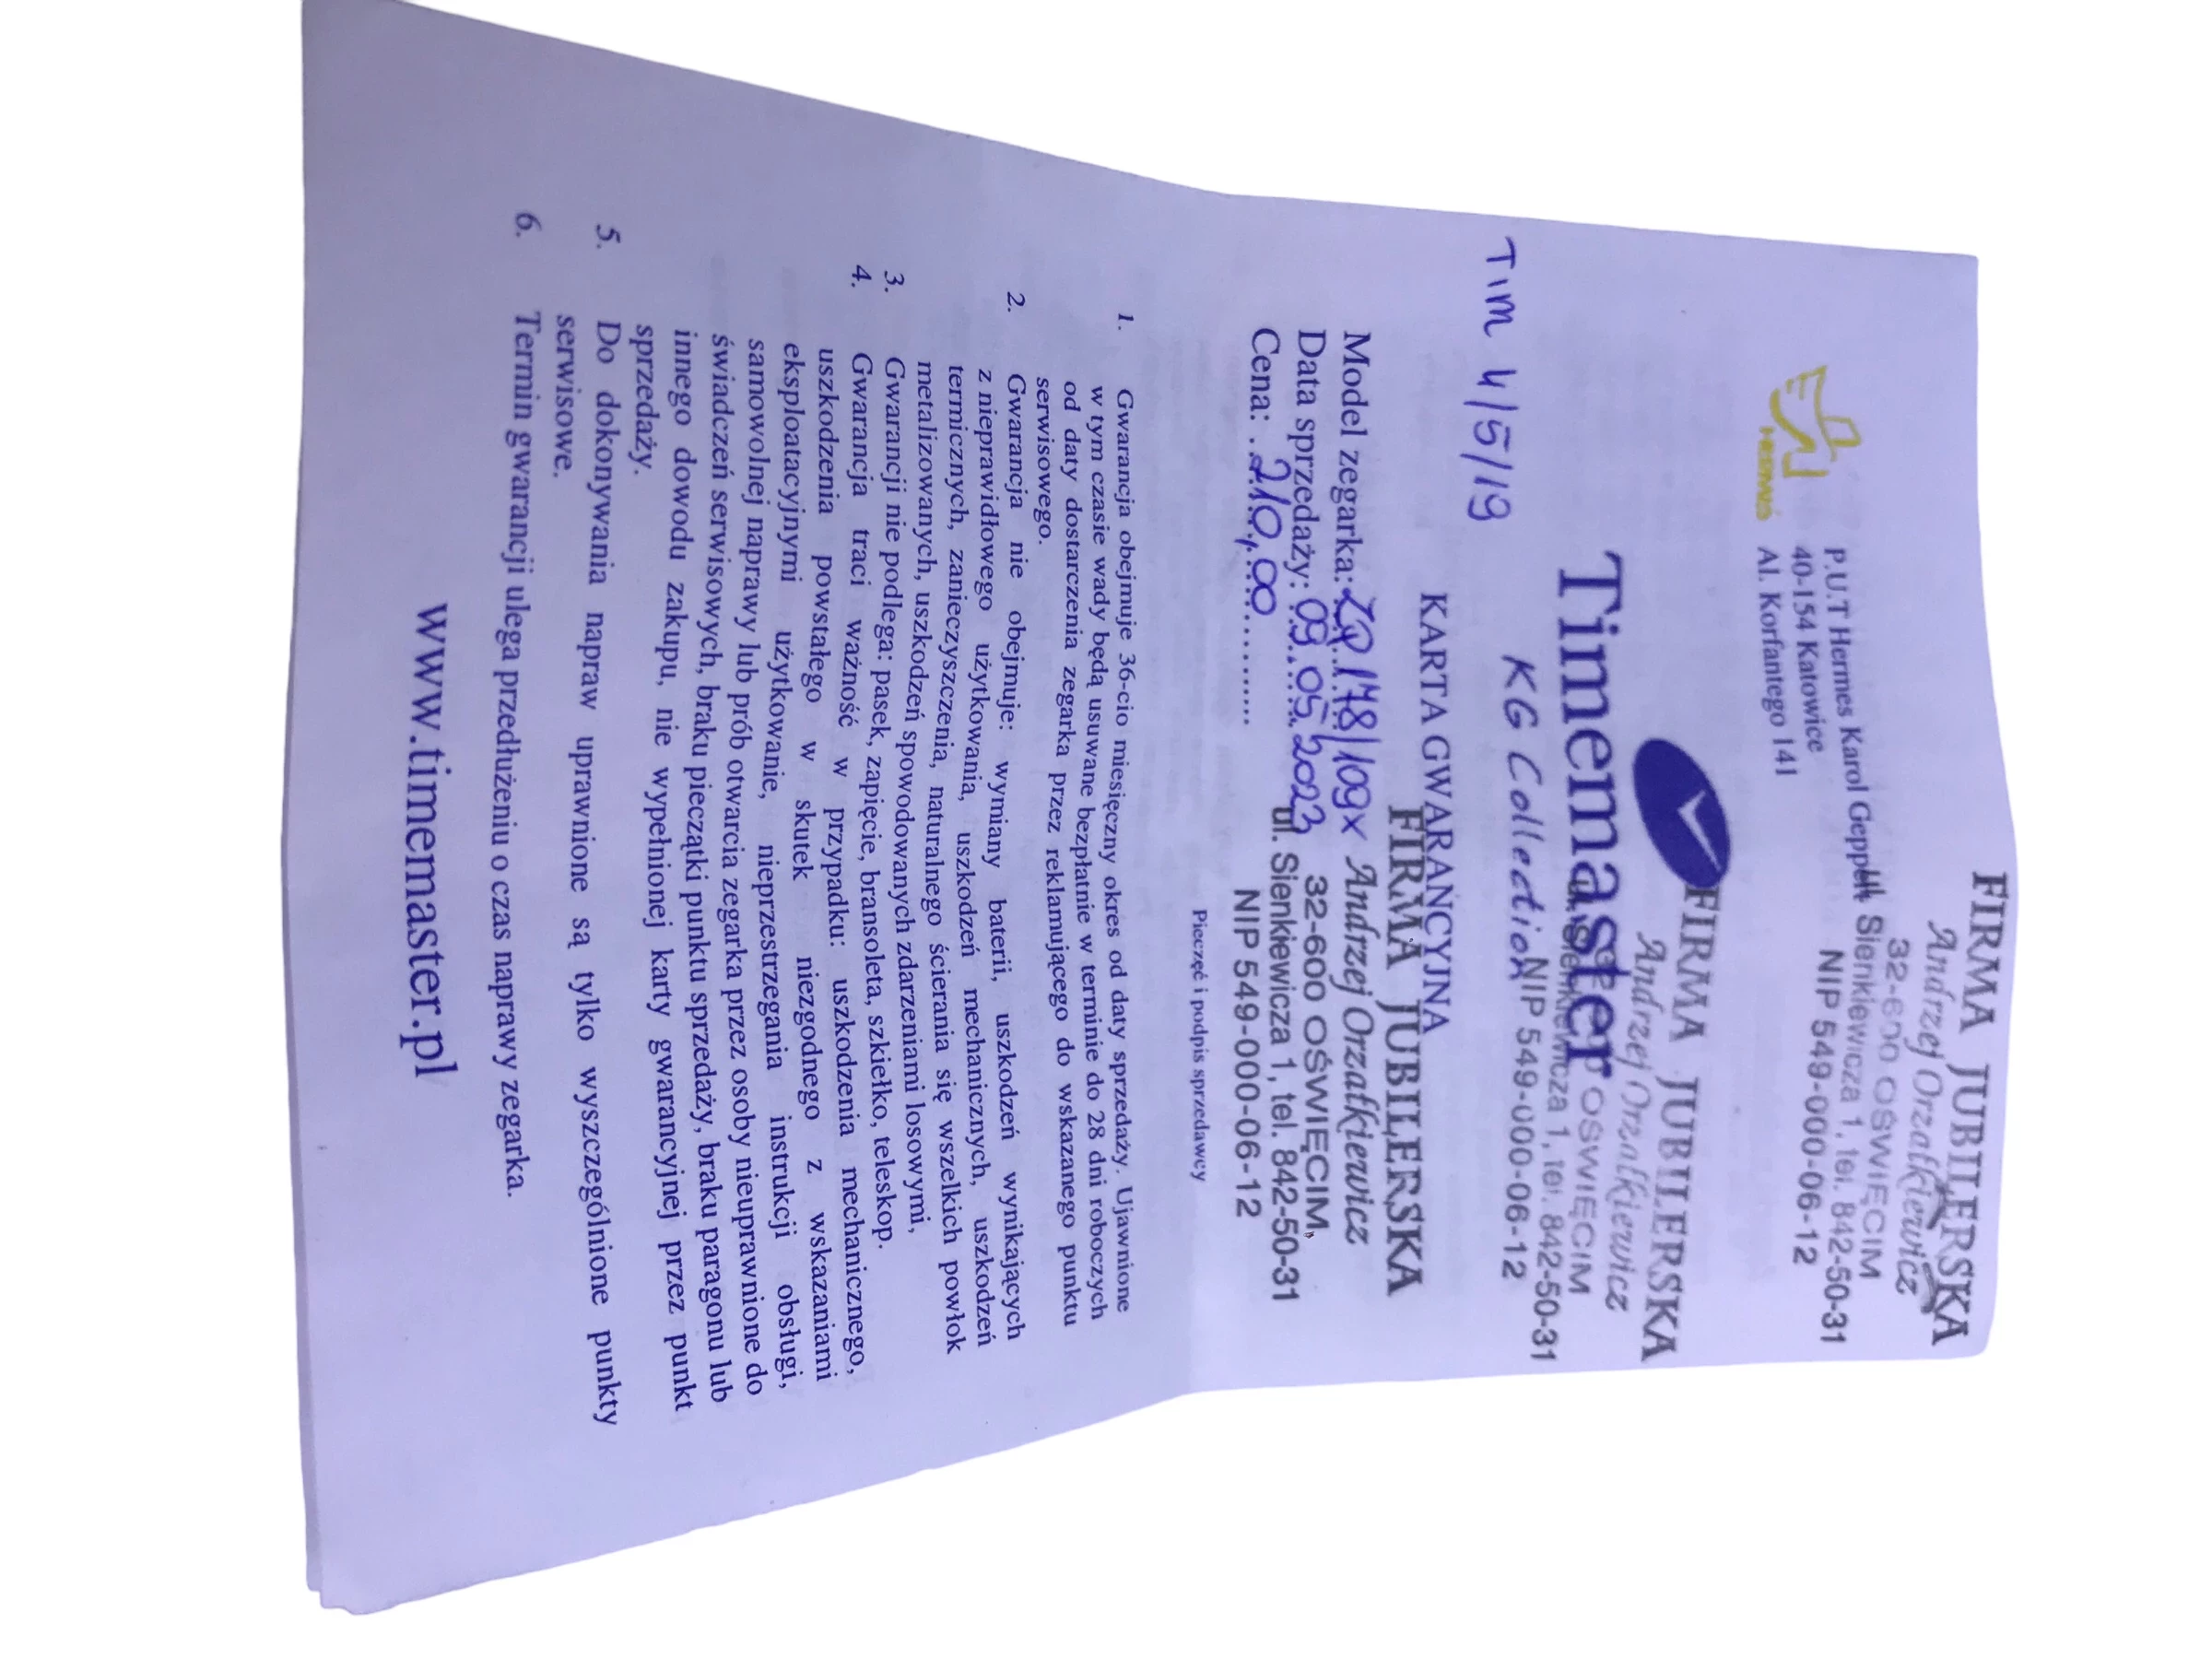 FIRMA JUBILERSKA
Andrzej Orzałkiewicz
32-600 OŚWIĘCIM
ul. Sienkiewicza 1, tel. 842-50-31
NIP 549-000-06-12
P.U.T Hermes Karol Geppert
40-154 Katowice
Al. Korfantego 141
HERMES
FIRMA JUBILERSKA
Andrzej Orzałkiewicz
OŚWIĘCIM
ul. Sienkiewicza 1, tel. 842-50-31
NIP 549-000-06-12
Timemaster
KG Collection
TIM 4/5/19
KARTA GWARANCYJNA
FIRMA JUBILERSKA
Andrzej Orzałkiewicz
32-600 OŚWIĘCIM,
ul. Sienkiewicza 1, tel. 842-50-31
NIP 549-000-06-12
Model zegarka: 178/109x
Data sprzedaży: 09.05.2023
Cena: 210,00
Pieczęć i podpis sprzedawcy
1. Gwarancja obejmuje 36-cio miesięczny okres od daty sprzedaży. Ujawnione
w tym czasie wady będą usuwane bezpłatnie w terminie do 28 dni roboczych
od daty dostarczenia zegarka przez reklamującego do wskazanego punktu
serwisowego.
2. Gwarancja nie obejmuje: wymiany baterii, uszkodzeń wynikających
z nieprawidłowego użytkowania, uszkodzeń mechanicznych, uszkodzeń
termicznych, zanieczyszczenia, naturalnego ścierania się wszelkich powłok
metalizowanych, uszkodzeń spowodowanych zdarzeniami losowymi,
3. Gwarancji nie podlega: pasek, zapięcie, bransoleta, szkiełko, teleskop.
4. Gwarancja traci ważność w przypadku: uszkodzenia mechanicznego,
uszkodzenia powstałego w skutek niezgodnego z wskazaniami
eksploatacyjnymi użytkowanie, nieprzestrzegania instrukcji obsługi,
samowolnej naprawy lub prób otwarcia zegarka przez osoby nieuprawnione do
świadczeń serwisowych, braku pieczątki punktu sprzedaży, braku paragonu lub
innego dowodu zakupu, nie wypełnionej karty gwarancyjnej przez punkt
sprzedaży.
5. Do dokonywania napraw uprawnione są tylko wyszczególnione punkty
serwisowe.
6. Termin gwarancji ulega przedłużeniu o czas naprawy zegarka.
www.timemaster.pl